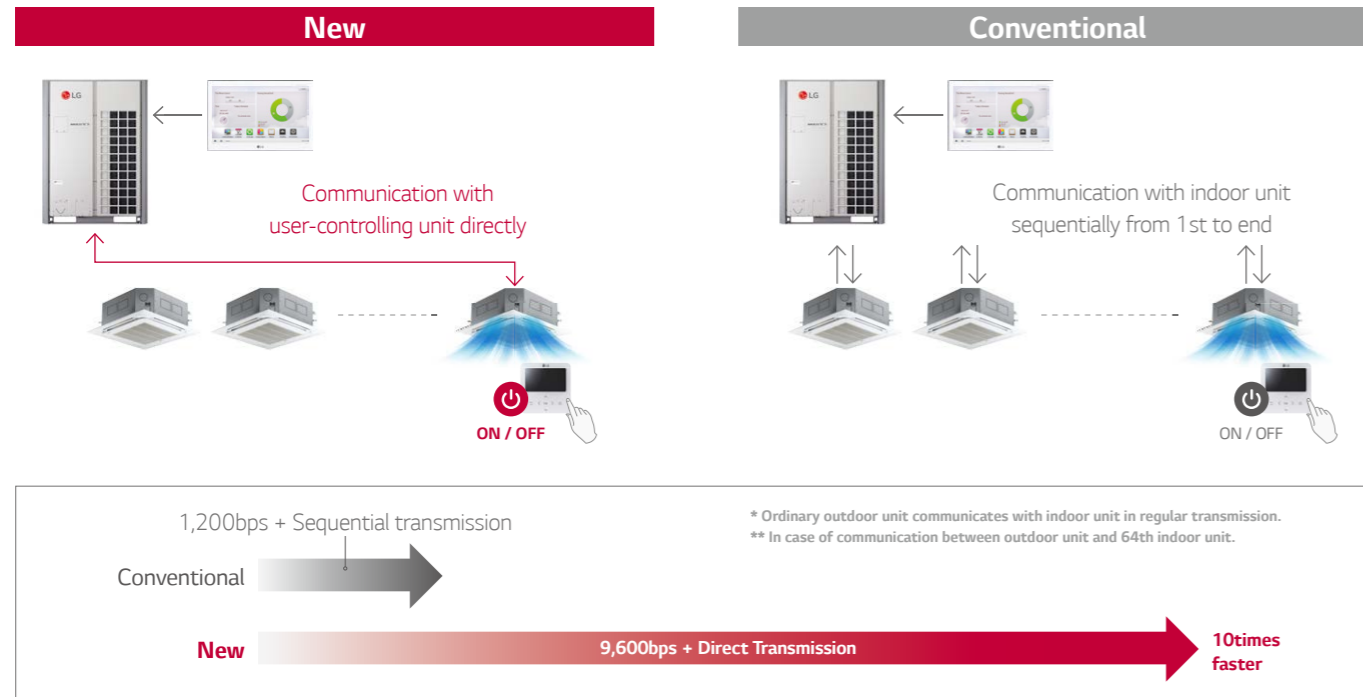 New
LG
Communication with
user-controlling unit directly
ON / OFF
Conventional
LG
Communication with indoor unit
sequentially from 1st to end
ON / OFF
1,200bps + Sequential transmission
Conventional
* Ordinary outdoor unit communicates with indoor unit in regular transmission.
** In case of communication between outdoor unit and 64th indoor unit.
New
9,600bps + Direct Transmission
10times
faster